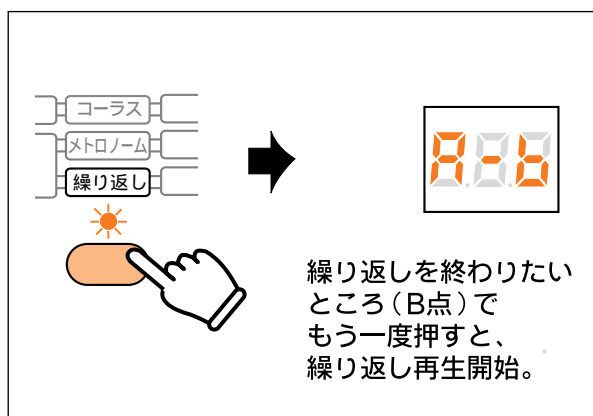 コーラス
メトロノーム
繰り返し
A-b
繰り返しを終わりたい
ところ（B点）で
もう一度押すと、
繰り返し再生開始。